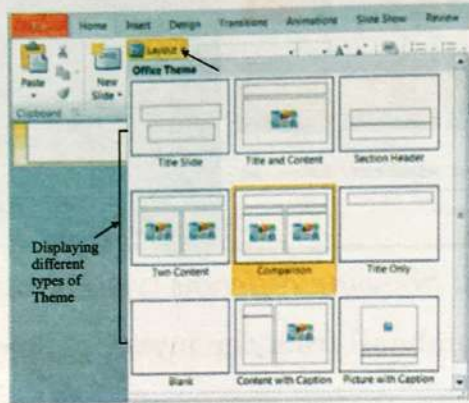 Home Insert Design Transitions Animations Slide Show Review
Layout
Paste
New
Slide
Clipboard
Office Theme
Title Slide Title and Content Section Header
Two Content Comparison Title Only
Blank Content with Caption Picture with Caption
Displaying
different
types of
Theme